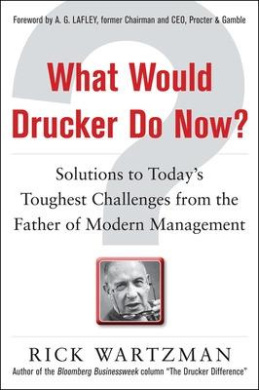 Foreword by A. G. LAFLEY, former Chairman and CEO, Procter & Gamble
?
What Would
Drucker Do Now?
Solutions to Today's
Toughest Challenges from the
Father of Modern Management
RICK WARTZMAN
Author of the Bloomberg Businessweek column "The Drucker Difference"